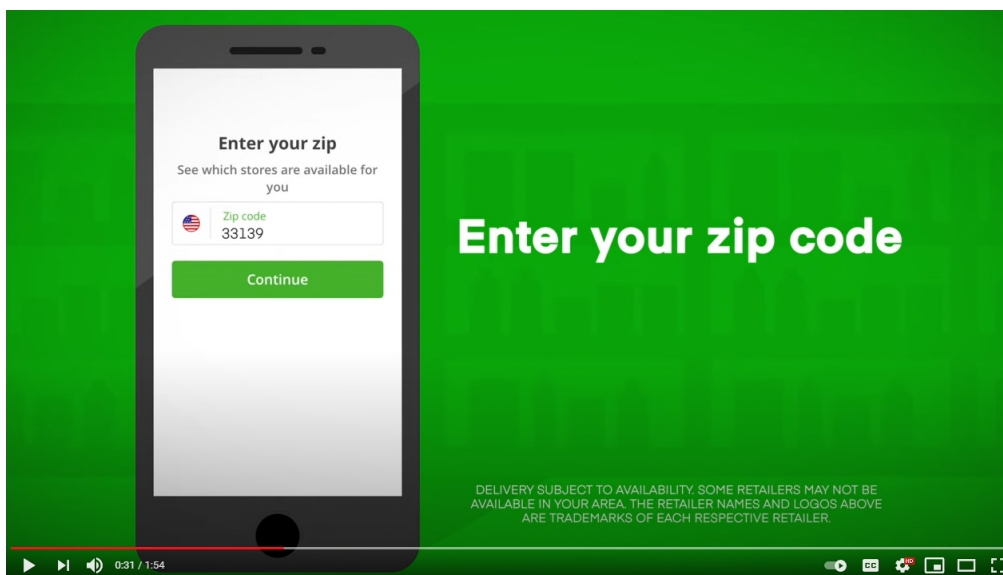 Enter your zip
See which stores are available for
you
Zip code
33139
Continue
Enter your zip code
DELIVERY SUBJECT TO AVAILABILITY. SOME RETAILERS MAY NOT BE
AVAILABLE IN YOUR AREA. THE RETAILER NAMES AND LOGOS ABOVE
ARE TRADEMARKS OF EACH RESPECTIVE RETAILER.
0:31 / 1:54
CC
HD